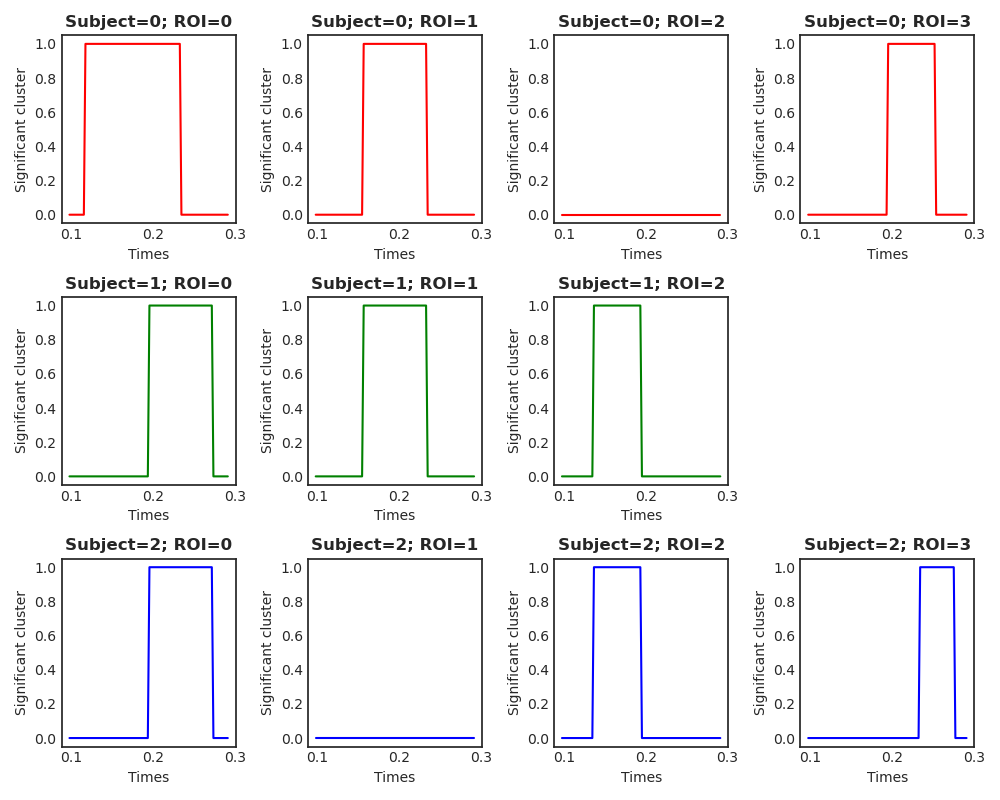 Subject=0; ROI=0 Subject=0; ROI=1 Subject=0; ROI=2 Subject=0; ROI=3
Significant cluster Significant cluster Significant cluster Significant cluster
1.0 1.0 1.0 1.0
0.8 0.8 0.8 0.8
0.6 0.6 0.6 0.6
0.4 0.4 0.4 0.4
0.2 0.2 0.2 0.2
0.0 0.0 0.0 0.0
0.1 0.2 0.3 0.1 0.2 0.3 0.1 0.2 0.3 0.1 0.2 0.3
Times Times Times Times
Subject=1; ROI=0 Subject=1; ROI=1 Subject=1; ROI=2
Significant cluster Significant cluster Significant cluster
1.0 1.0 1.0
0.8 0.8 0.8
0.6 0.6 0.6
0.4 0.4 0.4
0.2 0.2 0.2
0.0 0.0 0.0
0.1 0.2 0.3 0.1 0.2 0.3 0.1 0.2 0.3
Times Times Times
Subject=2; ROI=0 Subject=2; ROI=1 Subject=2; ROI=2 Subject=2; ROI=3
Significant cluster Significant cluster Significant cluster Significant cluster
1.0 1.0 1.0 1.0
0.8 0.8 0.8 0.8
0.6 0.6 0.6 0.6
0.4 0.4 0.4 0.4
0.2 0.2 0.2 0.2
0.0 0.0 0.0 0.0
0.1 0.2 0.3 0.1 0.2 0.3 0.1 0.2 0.3 0.1 0.2 0.3
Times Times Times Times